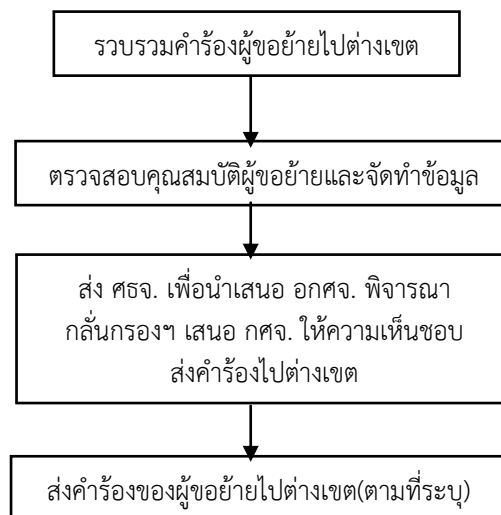 รวบรวมคำร้องผู้ขอย้ายไปต่างเขต
ตรวจสอบคุณสมบัติผู้ขอย้ายและจัดทำข้อมูล
ส่ง ศธจ. เพื่อนำเสนอ อกศจ. พิจารณา
กลั่นกรองฯ เสนอ กศจ. ให้ความเห็นชอบ
ส่งคำร้องไปต่างเขต
ส่งคำร้องของผู้ขอย้ายไปต่างเขต(ตามที่ระบุ)